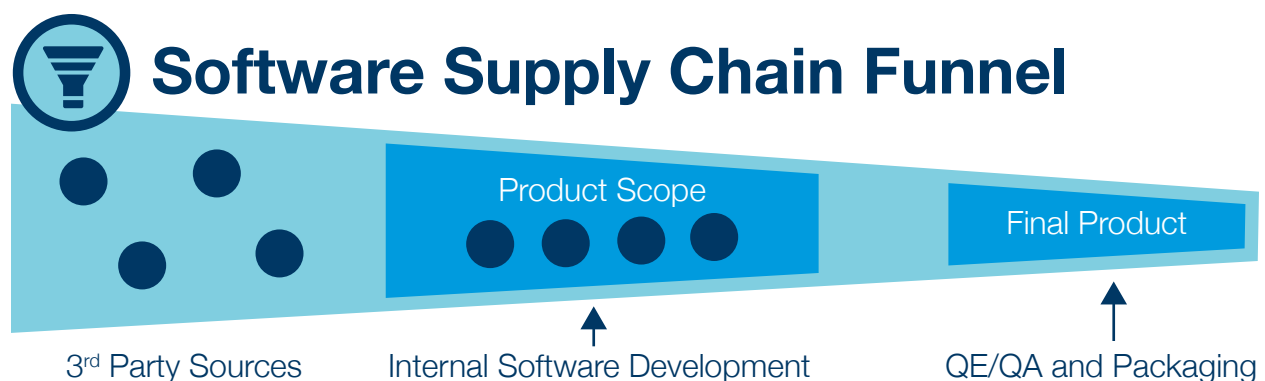 Software Supply Chain Funnel
Product Scope
Final Product
3rd Party Sources
Internal Software Development
QE/QA and Packaging